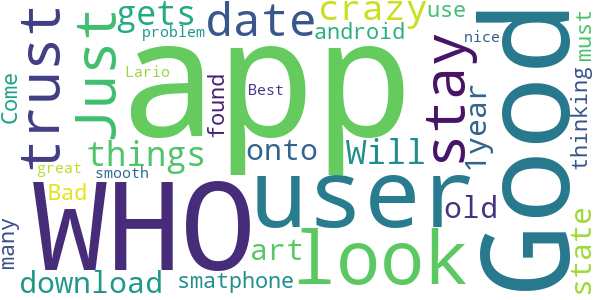 gets
date
crazy
use
problem
android
nice
must
Good
trust
Just
app
Come
Lario
found
Best
stay
1year
thinking
things
onto
Will
great
smooth
Bad
WHO
user
old
many
art
look
state
download
smatphone